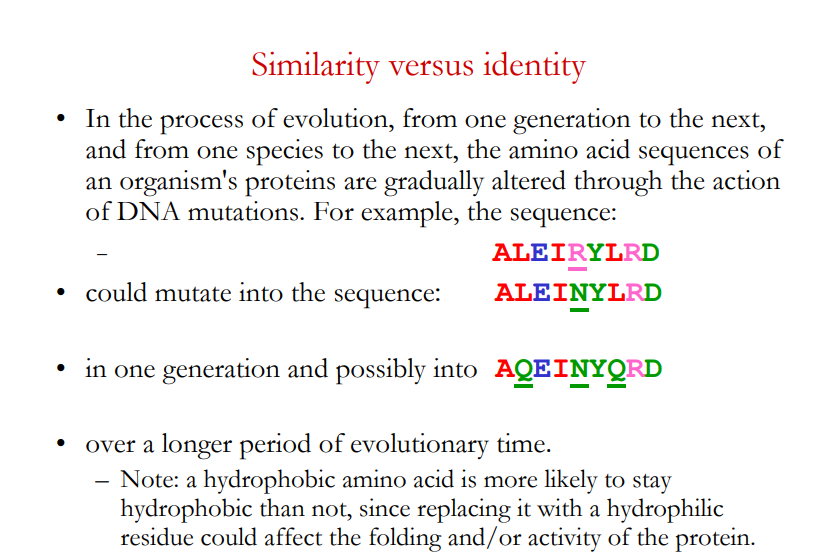 Similarity versus identity
• In the process of evolution, from one generation to the next,
and from one species to the next, the amino acid sequences of
an organism's proteins are gradually altered through the action
of DNA mutations. For example, the sequence:
– ALEIRYLRD
• could mutate into the sequence: ALEINYLRD
• in one generation and possibly into AQEINYQRD
• over a longer period of evolutionary time.
– Note: a hydrophobic amino acid is more likely to stay
hydrophobic than not, since replacing it with a hydrophilic
residue could affect the folding and/or activity of the protein.